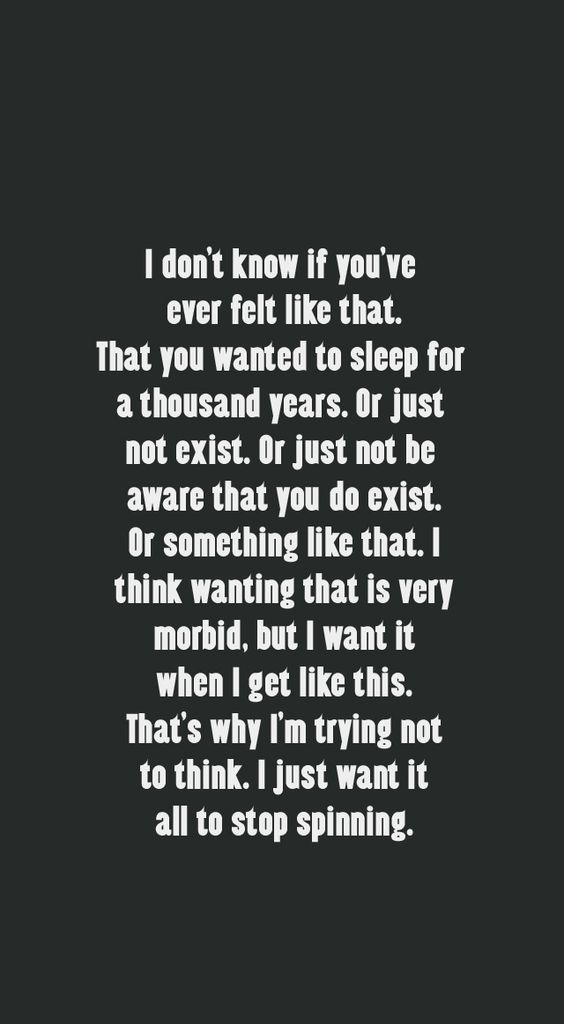 I don't know if you've
ever felt like that.
That you wanted to sleep for
a thousand years. Or just
not exist. Or just not be
aware that you do exist.
Or something like that. I
think wanting that is very
morbid, but I want it
when I get like this.
That's why I'm trying not
to think. I just want it
all to stop spinning.